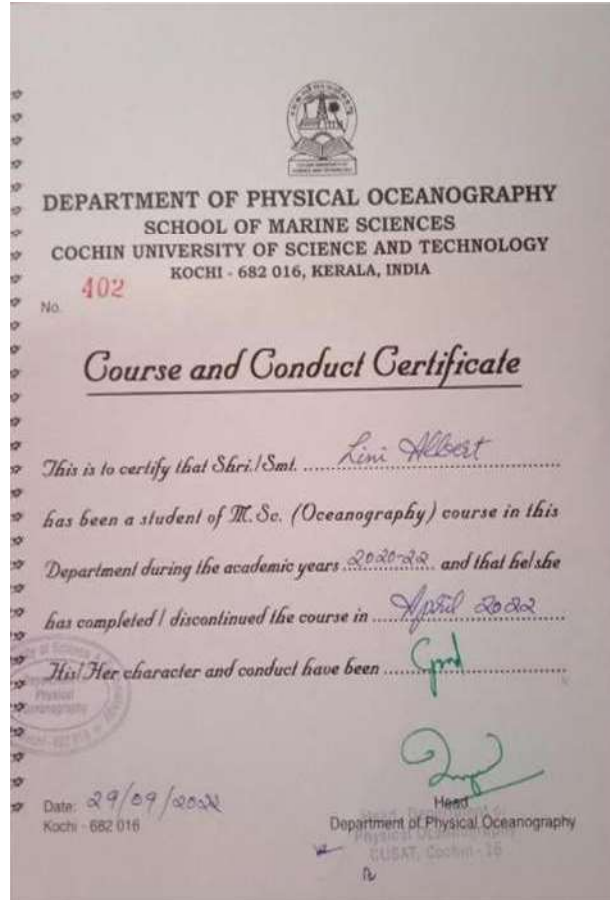 DEPARTMENT OF PHYSICAL OCEANOGRAPHY
SCHOOL OF MARINE SCIENCES
COCHIN UNIVERSITY OF SCIENCE AND TECHNOLOGY
KOCHI - 682 016, KERALA, INDIA
No. 402
Course and Conduct Certificate
This is to certify that Shri./Smt. Lini Albert
has been a student of M.Sc. (Oceanography) course in this
Department during the academic years 2020-22 and that he/she
has completed / discontinued the course in April 2022
His/Her character and conduct have been Good
Date: 29/09/2022
Kochi - 682 016
Head
Department of Physical Oceanography
CUSAT, Cochin - 16